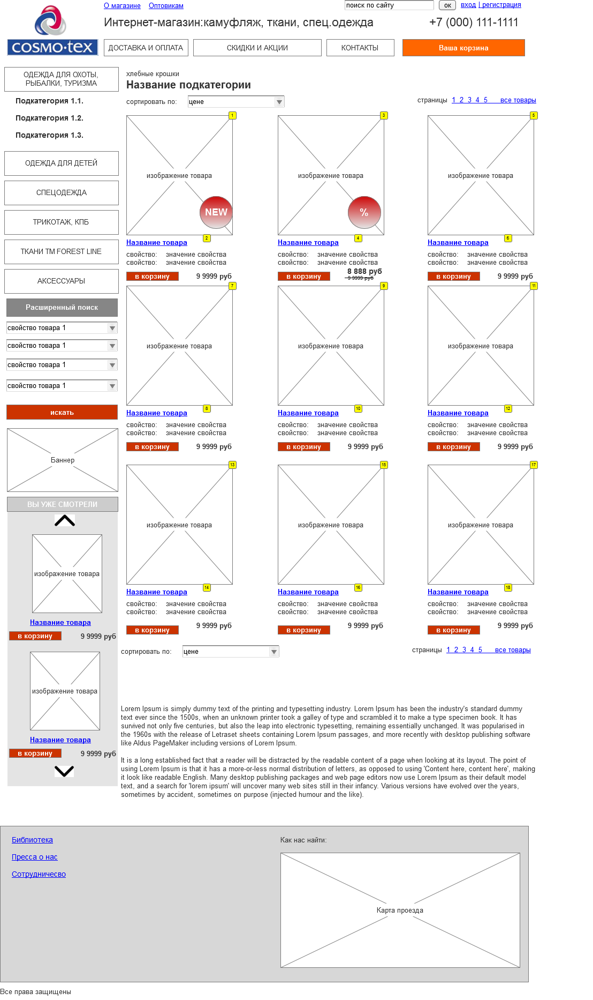 О магазине Оптовикам поиск по сайту ок вход | регистрация
Интернет-магазин:камуфляж, ткани, спец.одежда +7 (000) 111-1111
COSMO·TEX
ДОСТАВКА И ОПЛАТА СКИДКИ И АКЦИИ КОНТАКТЫ Ваша корзина
ОДЕЖДА ДЛЯ ОХОТЫ,
РЫБАЛКИ, ТУРИЗМА
Подкатегория 1.1.
Подкатегория 1.2.
Подкатегория 1.3.
ОДЕЖДА ДЛЯ ДЕТЕЙ
СПЕЦОДЕЖДА
ТРИКОТАЖ, КПБ
ТКАНИ ТМ FOREST LINE
АКСЕССУАРЫ
Расширенный поиск
свойство товара 1
свойство товара 1
свойство товара 1
свойство товара 1
искать
Баннер
ВЫ УЖЕ СМОТРЕЛИ
изображение товара
Название товара
в корзину 9 9999 руб
изображение товара
Название товара
в корзину 9 9999 руб
хлебные крошки
Название подкатегории
сортировать по: цене страницы 1 2 3 4 5 все товары
1 3 5
изображение товара изображение товара изображение товара
NEW %
2 4 6
Название товара Название товара Название товара
свойство: значение свойства свойство: значение свойства свойство: значение свойства
свойство: значение свойства свойство: значение свойства свойство: значение свойства
8 888 руб
в корзину 9 9999 руб в корзину 9 9999 руб в корзину 9 9999 руб
7 9 11
изображение товара изображение товара изображение товара
8 10 12
Название товара Название товара Название товара
свойство: значение свойства свойство: значение свойства свойство: значение свойства
свойство: значение свойства свойство: значение свойства свойство: значение свойства
в корзину 9 9999 руб в корзину 9 9999 руб в корзину 9 9999 руб
13 15 17
изображение товара изображение товара изображение товара
14 16 18
Название товара Название товара Название товара
свойство: значение свойства свойство: значение свойства свойство: значение свойства
свойство: значение свойства свойство: значение свойства свойство: значение свойства
в корзину 9 9999 руб в корзину 9 9999 руб в корзину 9 9999 руб
сортировать по: цене страницы 1 2 3 4 5 все товары
Lorem Ipsum is simply dummy text of the printing and typesetting industry. Lorem Ipsum has been the industry's standard dummy
text ever since the 1500s, when an unknown printer took a galley of type and scrambled it to make a type specimen book. It has
survived not only five centuries, but also the leap into electronic typesetting, remaining essentially unchanged. It was popularised in
the 1960s with the release of Letraset sheets containing Lorem Ipsum passages, and more recently with desktop publishing software
like Aldus PageMaker including versions of Lorem Ipsum.
It is a long established fact that a reader will be distracted by the readable content of a page when looking at its layout. The point of
using Lorem Ipsum is that it has a more-or-less normal distribution of letters, as opposed to using 'Content here, content here', making
it look like readable English. Many desktop publishing packages and web page editors now use Lorem Ipsum as their default model
text, and a search for 'lorem ipsum' will uncover many web sites still in their infancy. Various versions have evolved over the years,
sometimes by accident, sometimes on purpose (injected humour and the like).
Библиотека
Пресса о нас
Сотрудничесво
Как нас найти:
Карта проезда
Все права защищены